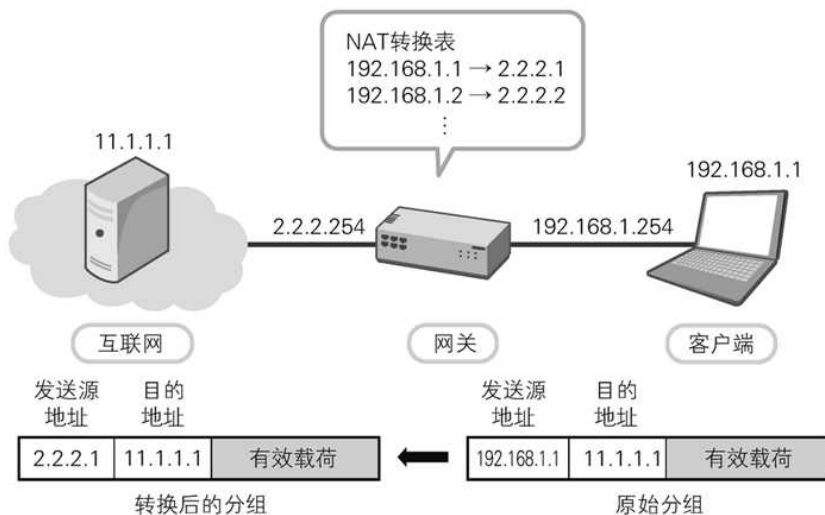 NAT转换表
192.168.1.1 → 2.2.2.1
192.168.1.2 → 2.2.2.2
⋮
11.1.1.1
192.168.1.1
2.2.2.254
192.168.1.254
互联网
网关
客户端
发送源
地址
目的
地址
2.2.2.1
11.1.1.1
有效载荷
转换后的分组
发送源
地址
目的
地址
192.168.1.1
11.1.1.1
有效载荷
原始分组